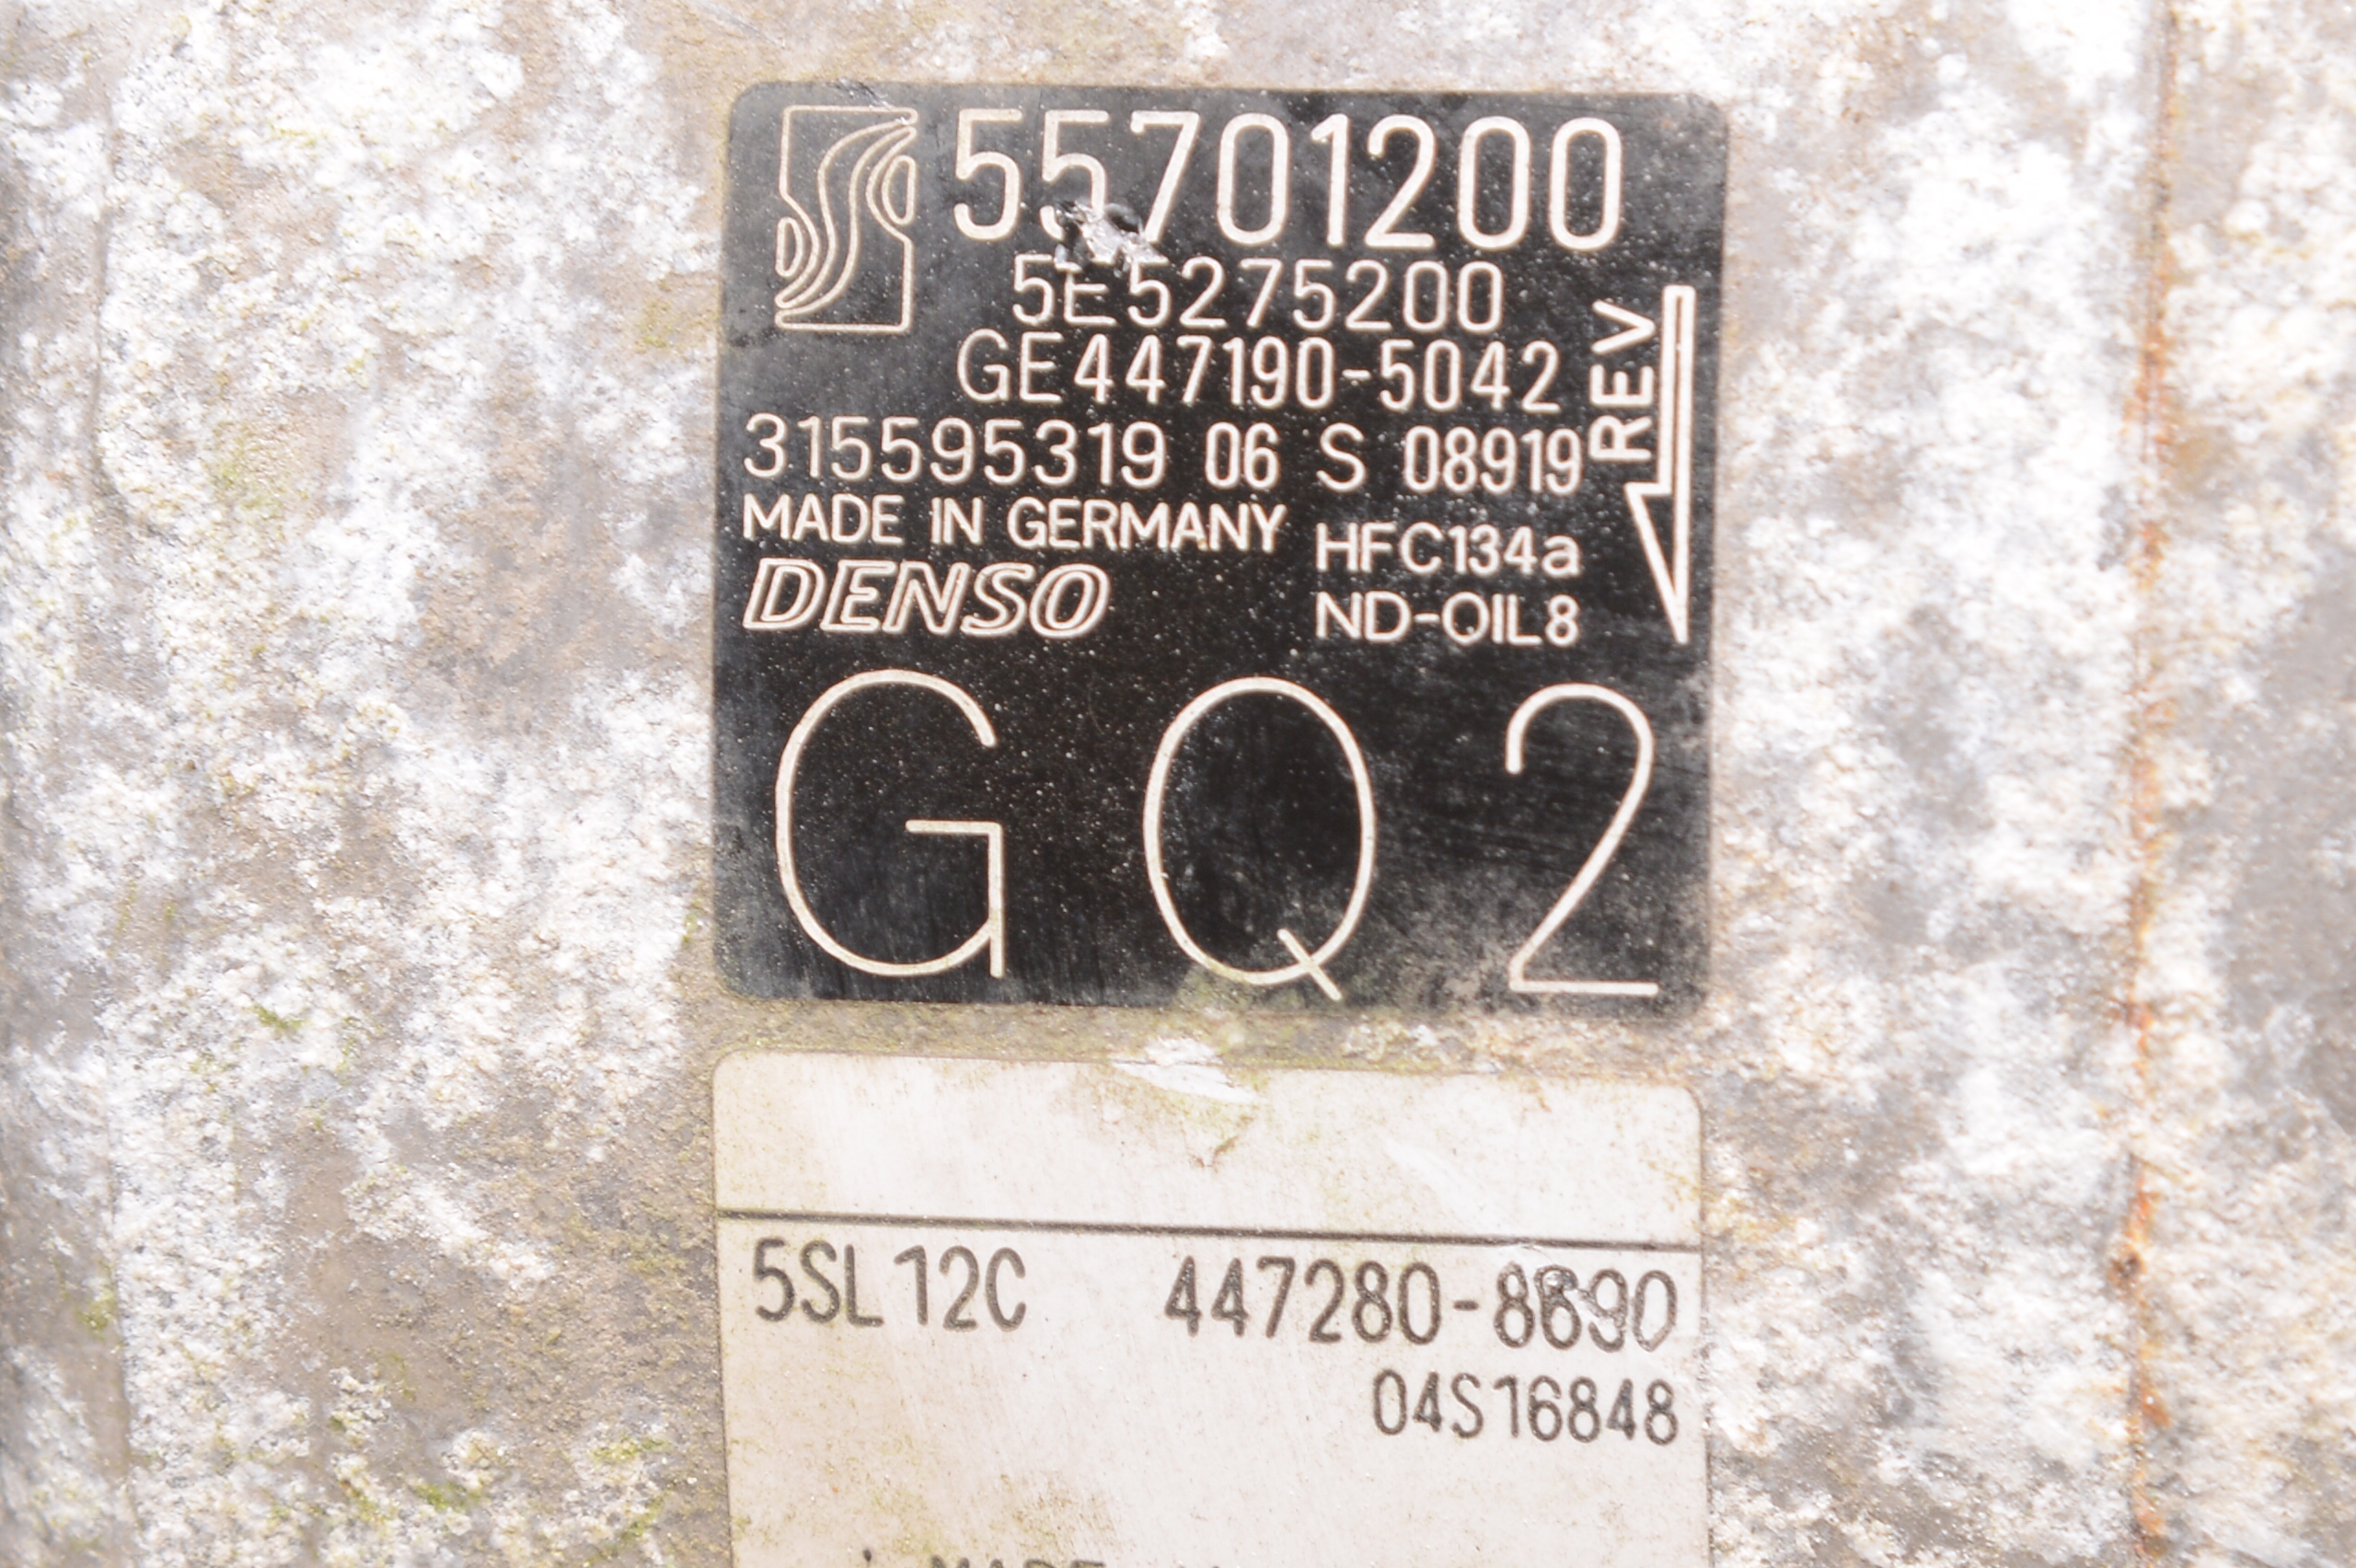 55701200
5E5275200
GE447190-5042
315595319 06 S 08919
REV
MADE IN GERMANY
HFC134a
DENSO
ND-OIL8
GQ2
5SL12C 447280-8690
04S16848
MADE